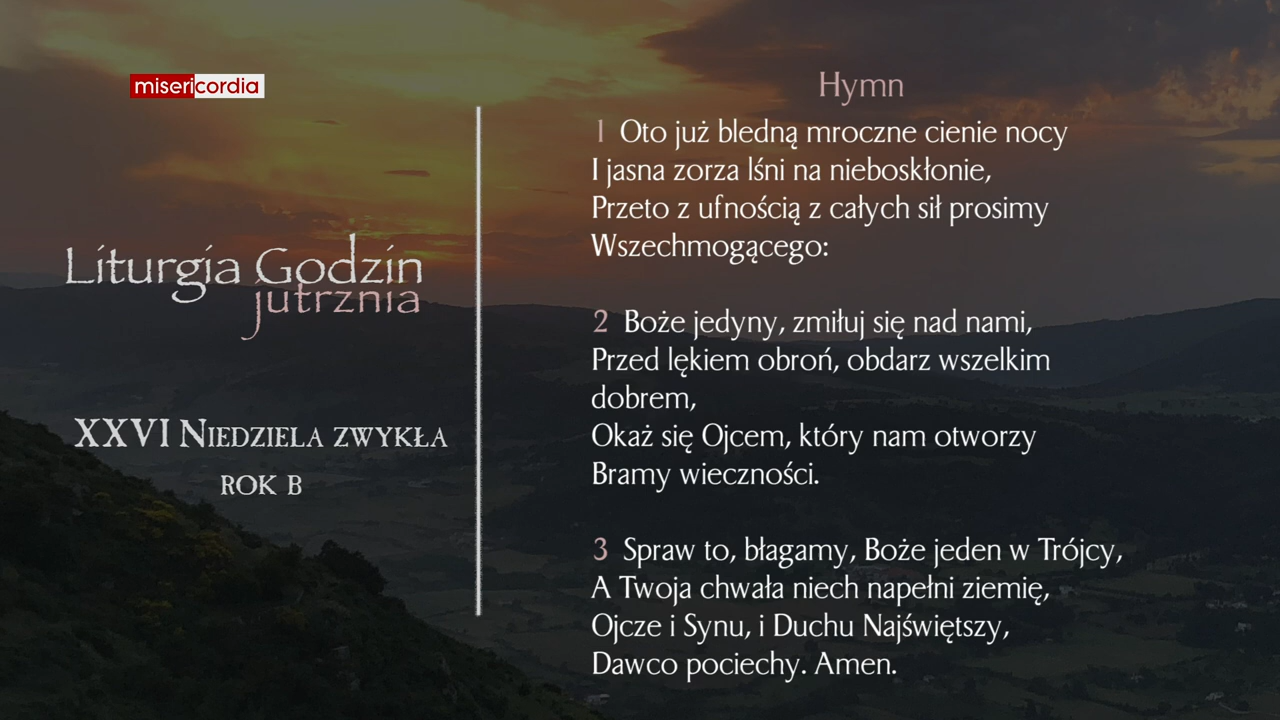 misericordia
Liturgia Godzin
jutrznia
XXVI Niedziela zwykła
rok B
Hymn
1 Oto już bledną mroczne cienie nocy
I jasna zorza lśni na nieboskłonie,
Przeto z ufnością z całych sił prosimy
Wszechmogącego:
2 Boże jedyny, zmiłuj się nad nami,
Przed lękiem obroń, obdarz wszelkim
dobrem,
Okaż się Ojcem, który nam otworzy
Bramy wieczności.
3 Spraw to, błagamy, Boże jeden w Trójcy,
A Twoja chwała niech napełni ziemię,
Ojcze i Synu, i Duchu Najświętszy,
Dawco pociechy. Amen.